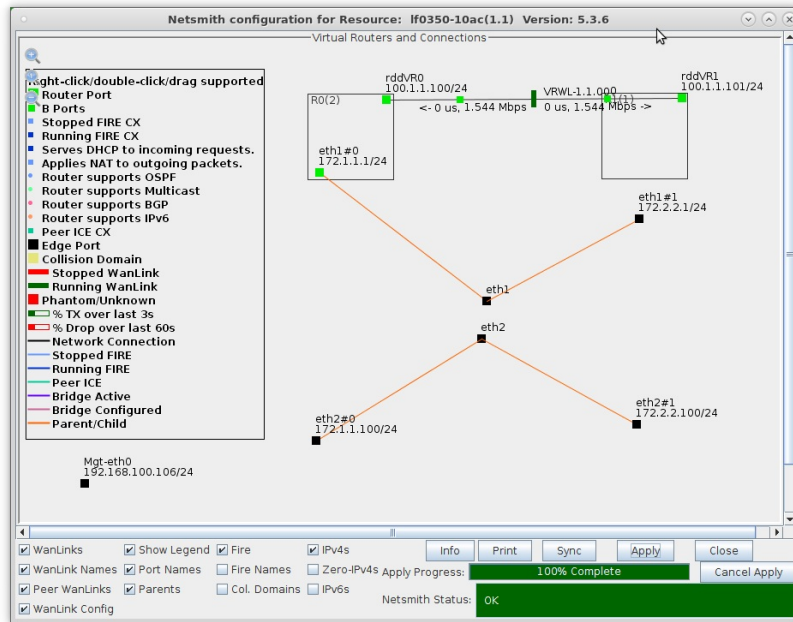 Netsmith configuration for Resource: lf0350-10ac(1.1) Version: 5.3.6
Virtual Routers and Connections
Right-click/double-click/drag supported
Router Port
B Ports
Stopped FIRE CX
Running FIRE CX
Serves DHCP to incoming requests.
Applies NAT to outgoing packets.
Router supports OSPF
Router supports Multicast
Router supports BGP
Router supports IPv6
Peer ICE CX
Edge Port
Collision Domain
Stopped WanLink
Running WanLink
Phantom/Unknown
% TX over last 3s
% Drop over last 60s
Network Connection
Stopped FIRE
Running FIRE
Peer ICE
Bridge Active
Bridge Configured
Parent/Child
rddVR0
100.1.1.100/24
R0(2)
VRWL-1.1.000
<- 0 us, 1.544 Mbps
0 us, 1.544 Mbps ->
rddVR1
100.1.1.101/24
eth1#0
172.1.1.1/24
eth1#1
172.2.2.1/24
eth1
eth2
eth2#0
172.1.1.100/24
eth2#1
172.2.2.100/24
Mgt-eth0
192.168.100.106/24
WanLinks Show Legend Fire IPv4s Info Print Sync Apply Close
WanLink Names Port Names Fire Names Zero-IPv4s Apply Progress: 100% Complete Cancel Apply
Peer WanLinks Parents Col. Domains IPv6s Netsmith Status: OK
WanLink Config